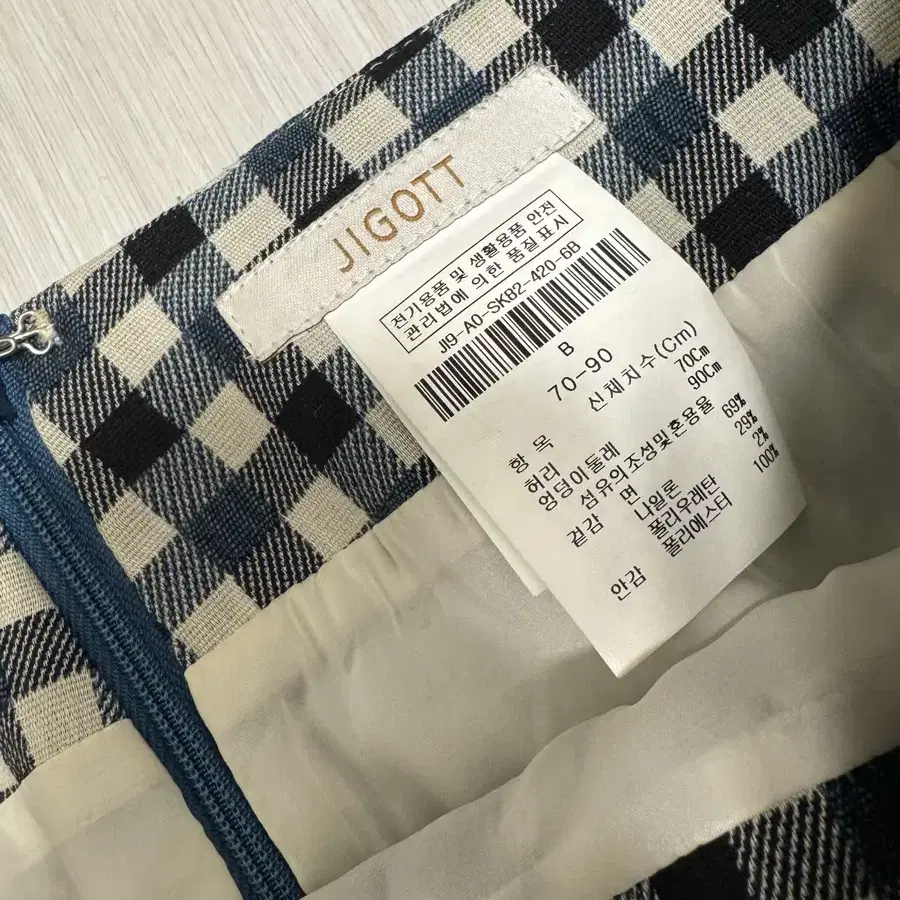 JIGOTT
전기용품 및 생활용품 안전
관리법에 의한 품질표시
JI9-A0-SKB2-420-6B
B
70-90
항목 신체치수(Cm)
허리 70Cm
엉덩이둘레 90Cm
섬유의조성및혼용율
겉감 면 69%
나일론 29%
폴리우레탄 2%
안감 폴리에스터 100%